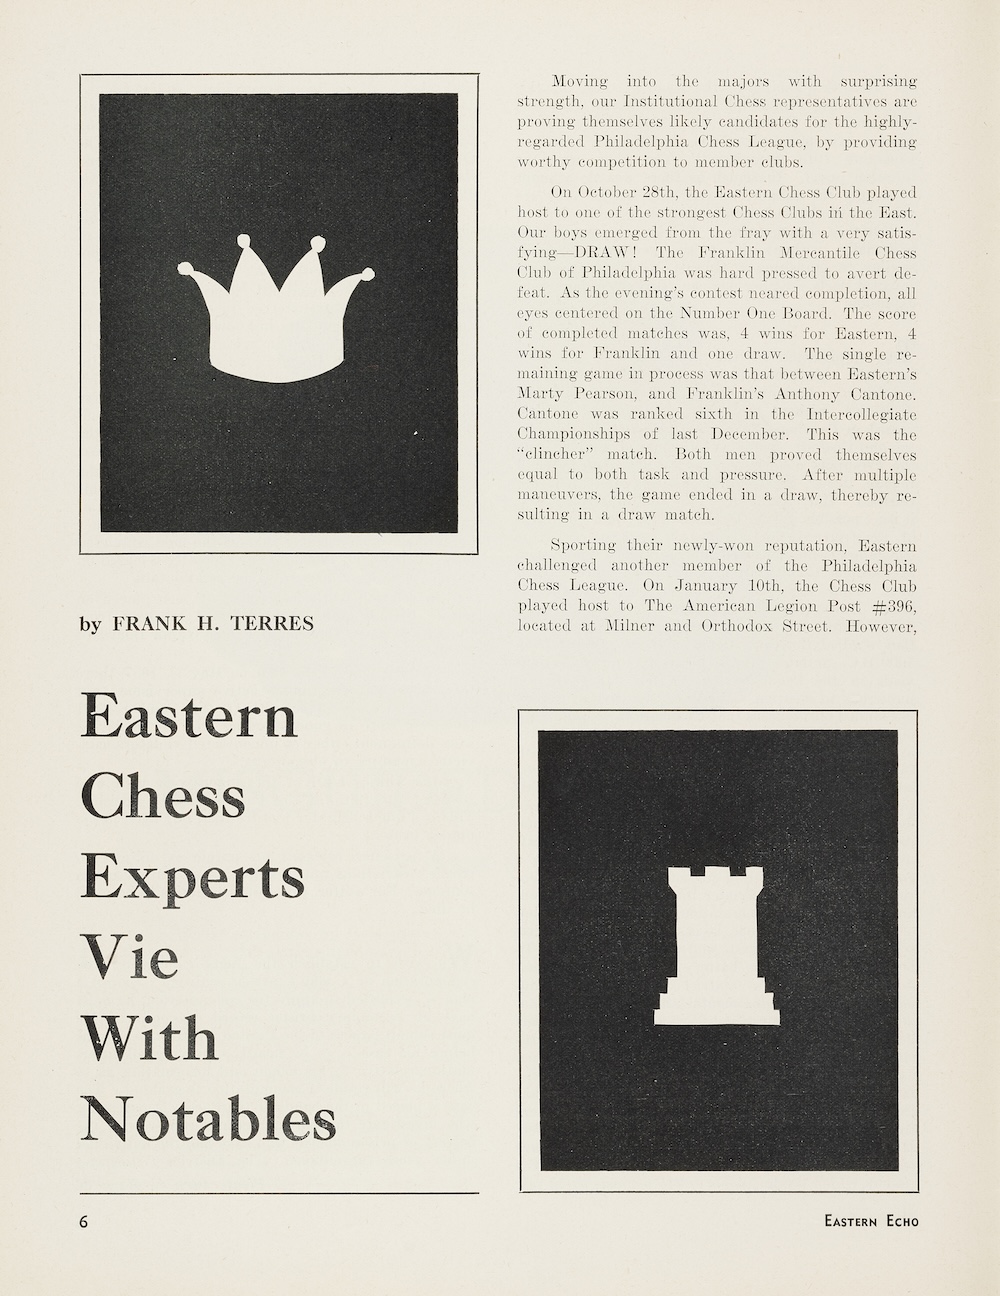 by FRANK H. TERRES
Eastern
Chess
Experts
Vie
With
Notables
Moving into the majors with surprising
strength, our Institutional Chess representatives are
proving themselves likely candidates for the highly-
regarded Philadelphia Chess League, by providing
worthy competition to member clubs.
On October 28th, the Eastern Chess Club played
host to one of the strongest Chess Clubs in the East.
Our boys emerged from the fray with a very satis-
fying—DRAW! The Franklin Mercantile Chess
Club of Philadelphia was hard pressed to avert de-
feat. As the evening's contest neared completion, all
eyes centered on the Number One Board. The score
of completed matches was, 4 wins for Eastern, 4
wins for Franklin and one draw. The single re-
maining game in process was that between Eastern's
Marty Pearson, and Franklin's Anthony Cantone.
Cantone was ranked sixth in the Intercollegiate
Championships of last December. This was the
"clincher" match. Both men proved themselves
equal to both task and pressure. After multiple
maneuvers, the game ended in a draw, thereby re-
sulting in a draw match.
Sporting their newly-won reputation, Eastern
challenged another member of the Philadelphia
Chess League. On January 10th, the Chess Club
played host to The American Legion Post #396,
located at Milner and Orthodox Street. However,
6
EASTERN ECHO